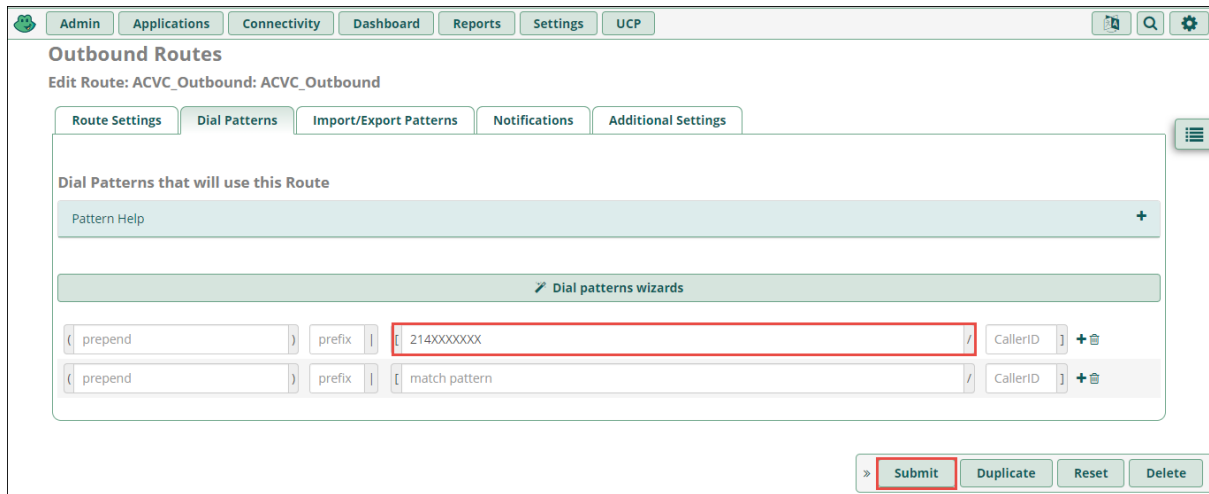 Admin Applications Connectivity Dashboard Reports Settings UCP
Outbound Routes
Edit Route: ACVC_Outbound: ACVC_Outbound
Route Settings Dial Patterns Import/Export Patterns Notifications Additional Settings
Dial Patterns that will use this Route
Pattern Help +
Dial patterns wizards
( prepend ) prefix | [ 214XXXXXXX / CallerID ] +
( prepend ) prefix | [ match pattern / CallerID ] +
» Submit Duplicate Reset Delete